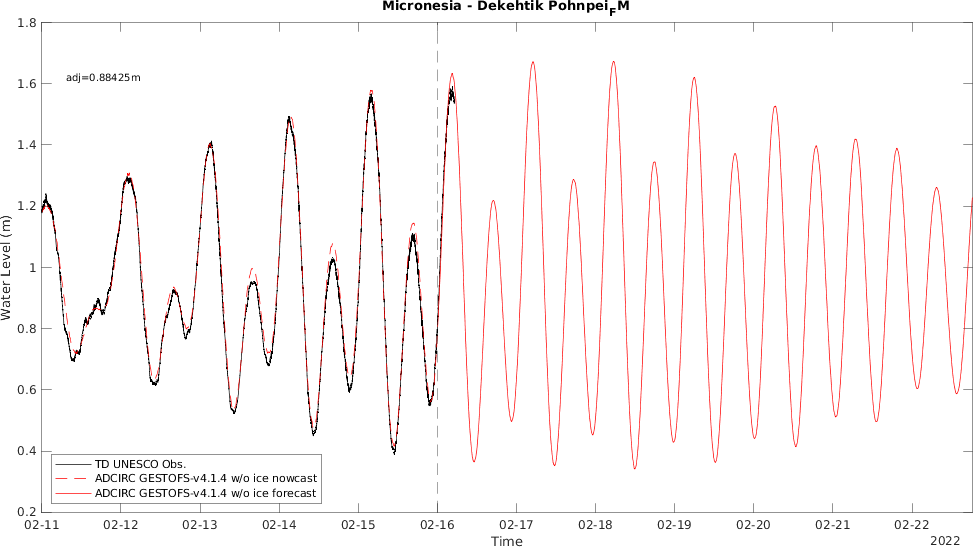 Micronesia - Dekehtik Pohnpei_FM
1.8
adj=0.88425m
1.6
1.4
1.2
1
0.8
0.6
0.4
0.2
Water Level (m)
TD UNESCO Obs.
ADCIRC GESTOFS-v4.1.4 w/o ice nowcast
ADCIRC GESTOFS-v4.1.4 w/o ice forecast
02-11 02-12 02-13 02-14 02-15 02-16 02-17 02-18 02-19 02-20 02-21 02-22
Time
2022